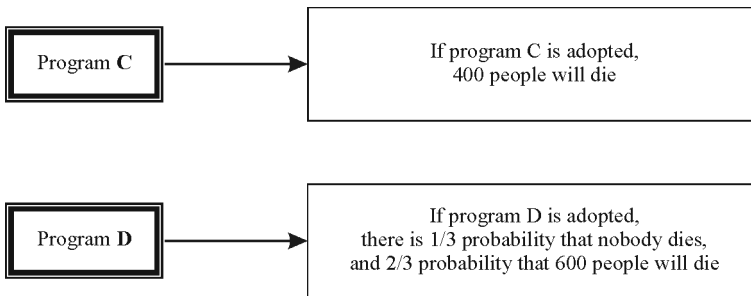 Program C
If program C is adopted,
400 people will die
Program D
If program D is adopted,
there is 1/3 probability that nobody dies,
and 2/3 probability that 600 people will die